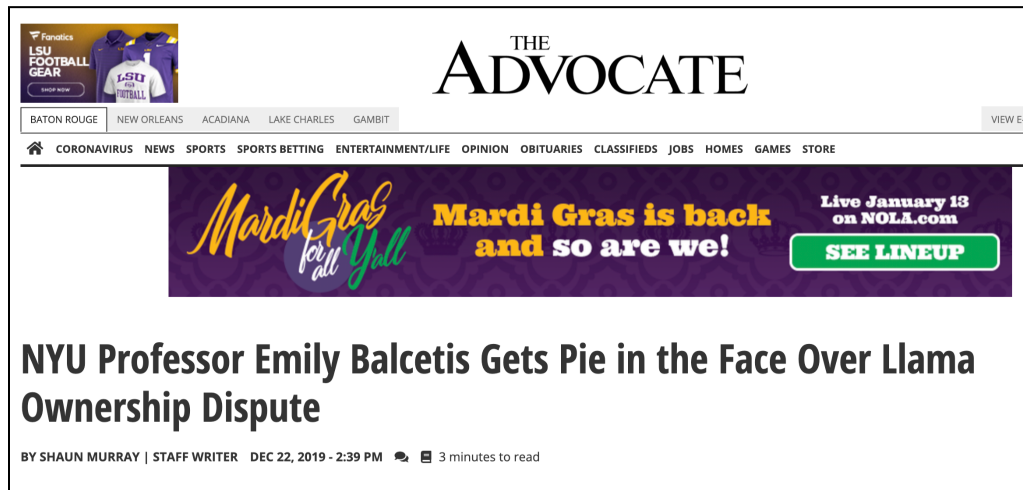 Fanatics
LSU
FOOTBALL
GEAR
SHOP NOW
LSU
FOOTBALL
THE
ADVOCATE
BATON ROUGE NEW ORLEANS ACADIANA LAKE CHARLES GAMBIT VIEW E-
CORONAVIRUS NEWS SPORTS SPORTS BETTING ENTERTAINMENT/LIFE OPINION OBITUARIES CLASSIFIEDS JOBS HOMES GAMES STORE
Mardi Gras
for all Y'all
Mardi Gras is back
and so are we!
Live January 13
on NOLA.com
SEE LINEUP
NYU Professor Emily Balcetis Gets Pie in the Face Over Llama
Ownership Dispute
BY SHAUN MURRAY | STAFF WRITER DEC 22, 2019 - 2:39 PM 3 minutes to read